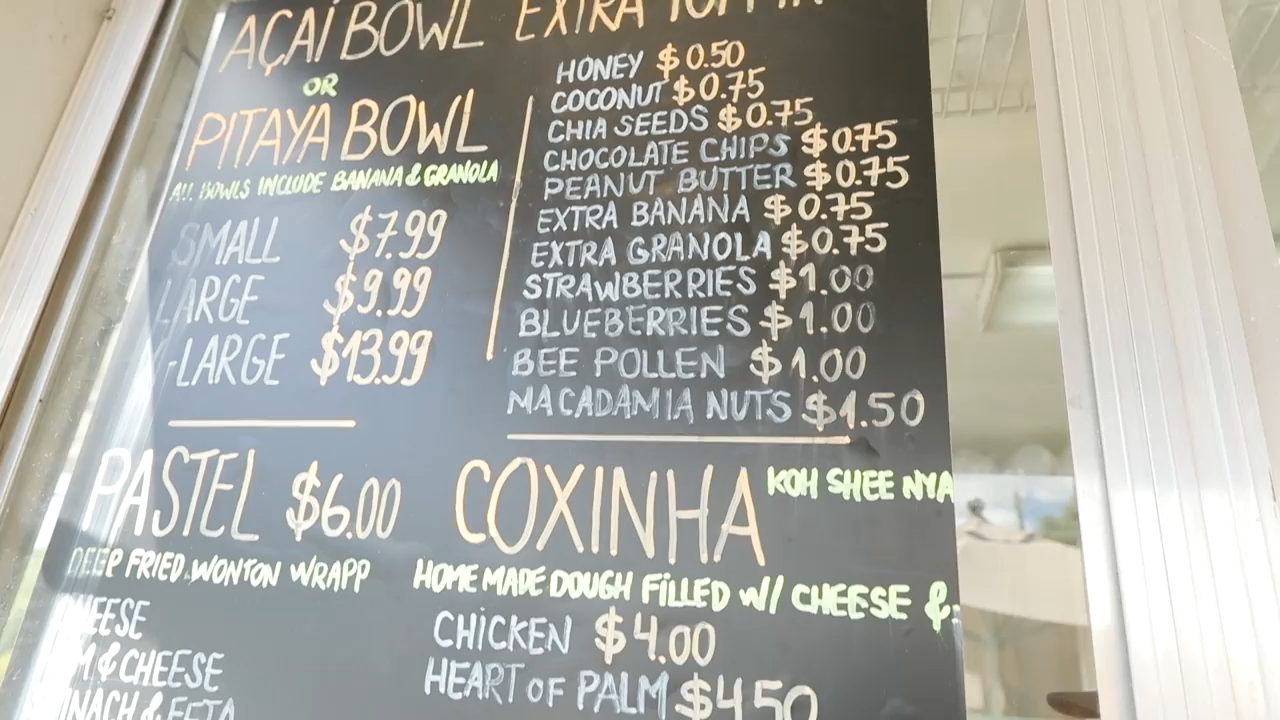 AÇAÍ BOWL
OR
PITAYA BOWL
ALL BOWLS INCLUDE BANANA & GRANOLA
SMALL $7.99
LARGE $9.99
-LARGE $13.99
EXTRA
HONEY $0.50
COCONUT $0.75
CHIA SEEDS $0.75
CHOCOLATE CHIPS $0.75
PEANUT BUTTER $0.75
EXTRA BANANA $0.75
EXTRA GRANOLA $0.75
STRAWBERRIES $1.00
BLUEBERRIES $1.00
BEE POLLEN $1.00
MACADAMIA NUTS $1.50
PASTEL $6.00
DEEP FRIED WONTON WRAPP
CHEESE
& CHEESE
&
COXINHA KOH SHEE NYA
HOME MADE DOUGH FILLED W/ CHEESE &
CHICKEN $4.00
HEART OF PALM $4.50